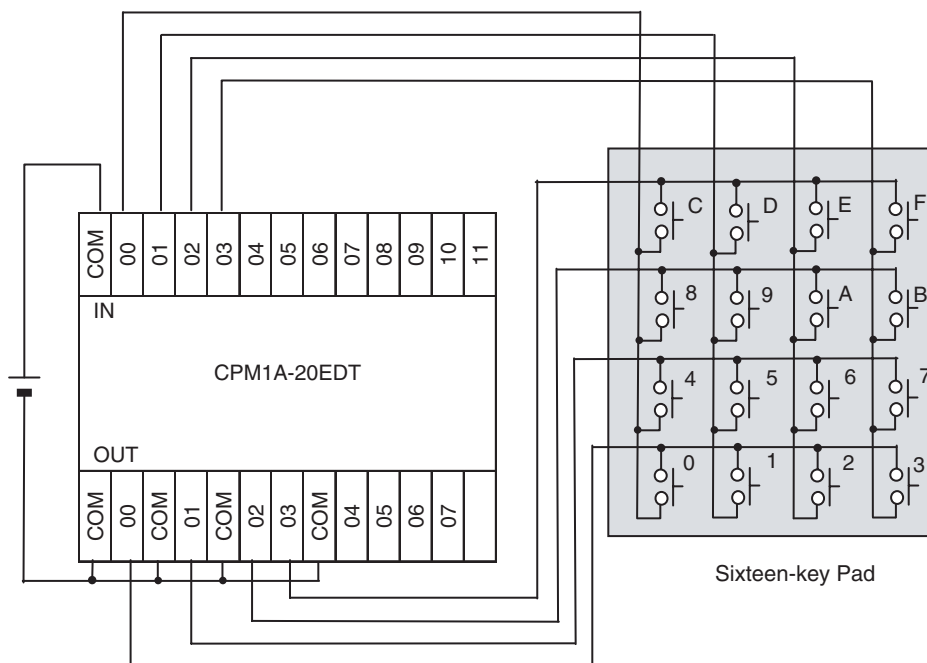 C D E F
COM 00 01 02 03 04 05 06 07 08 09 10 11
IN
8 9 A B
CPM1A-20EDT
4 5 6 7
OUT
0 1 2 3
COM 00 COM 01 COM 02 03 COM 04 05 06 07
Sixteen-key Pad